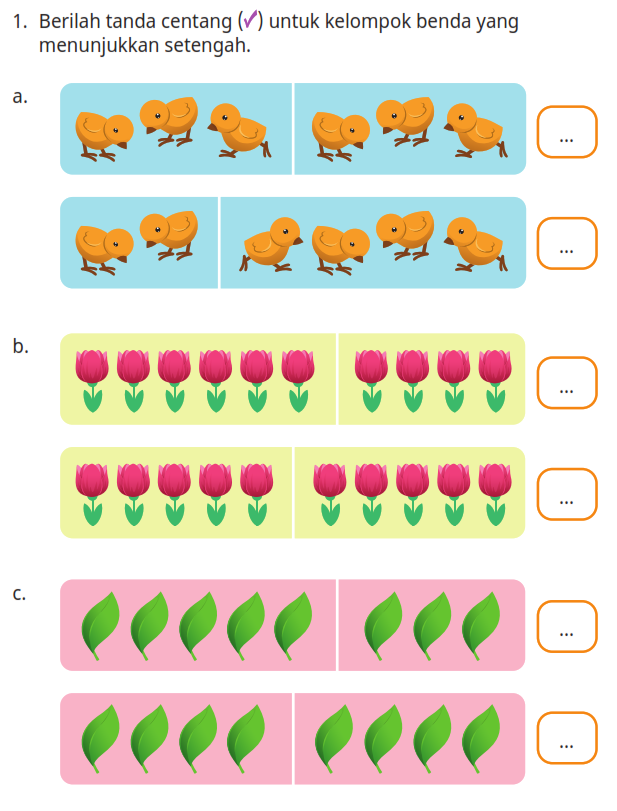 1. Berilah tanda centang (✓) untuk kelompok benda yang
menunjukkan setengah.
a.
...
...
b.
...
...
c.
...
...